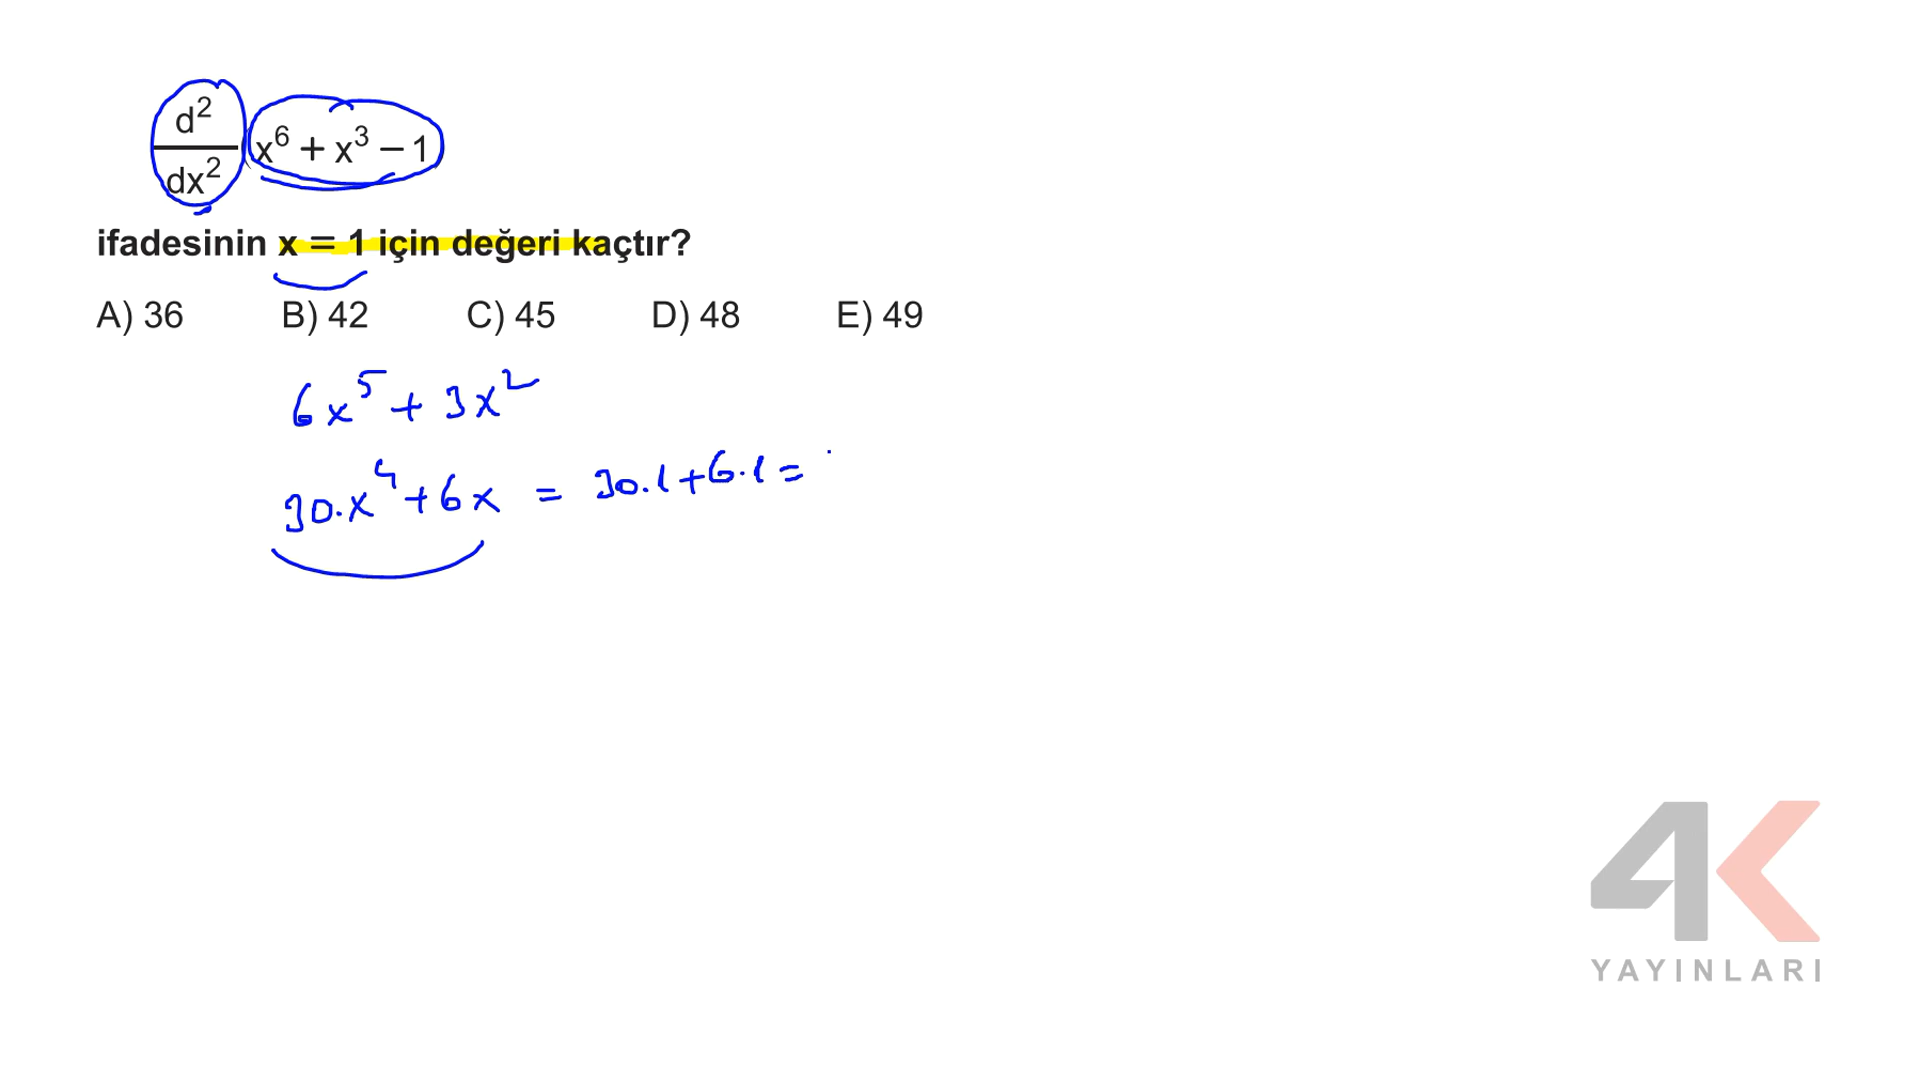 d²/dx² (x⁶ + x³ − 1)
ifadesinin x = 1 için değeri kaçtır?
A) 36 B) 42 C) 45 D) 48 E) 49
6x⁵ + 3x²
30.x⁴ + 6x = 30.1 + 6.1 =
4K
YAYINLARI